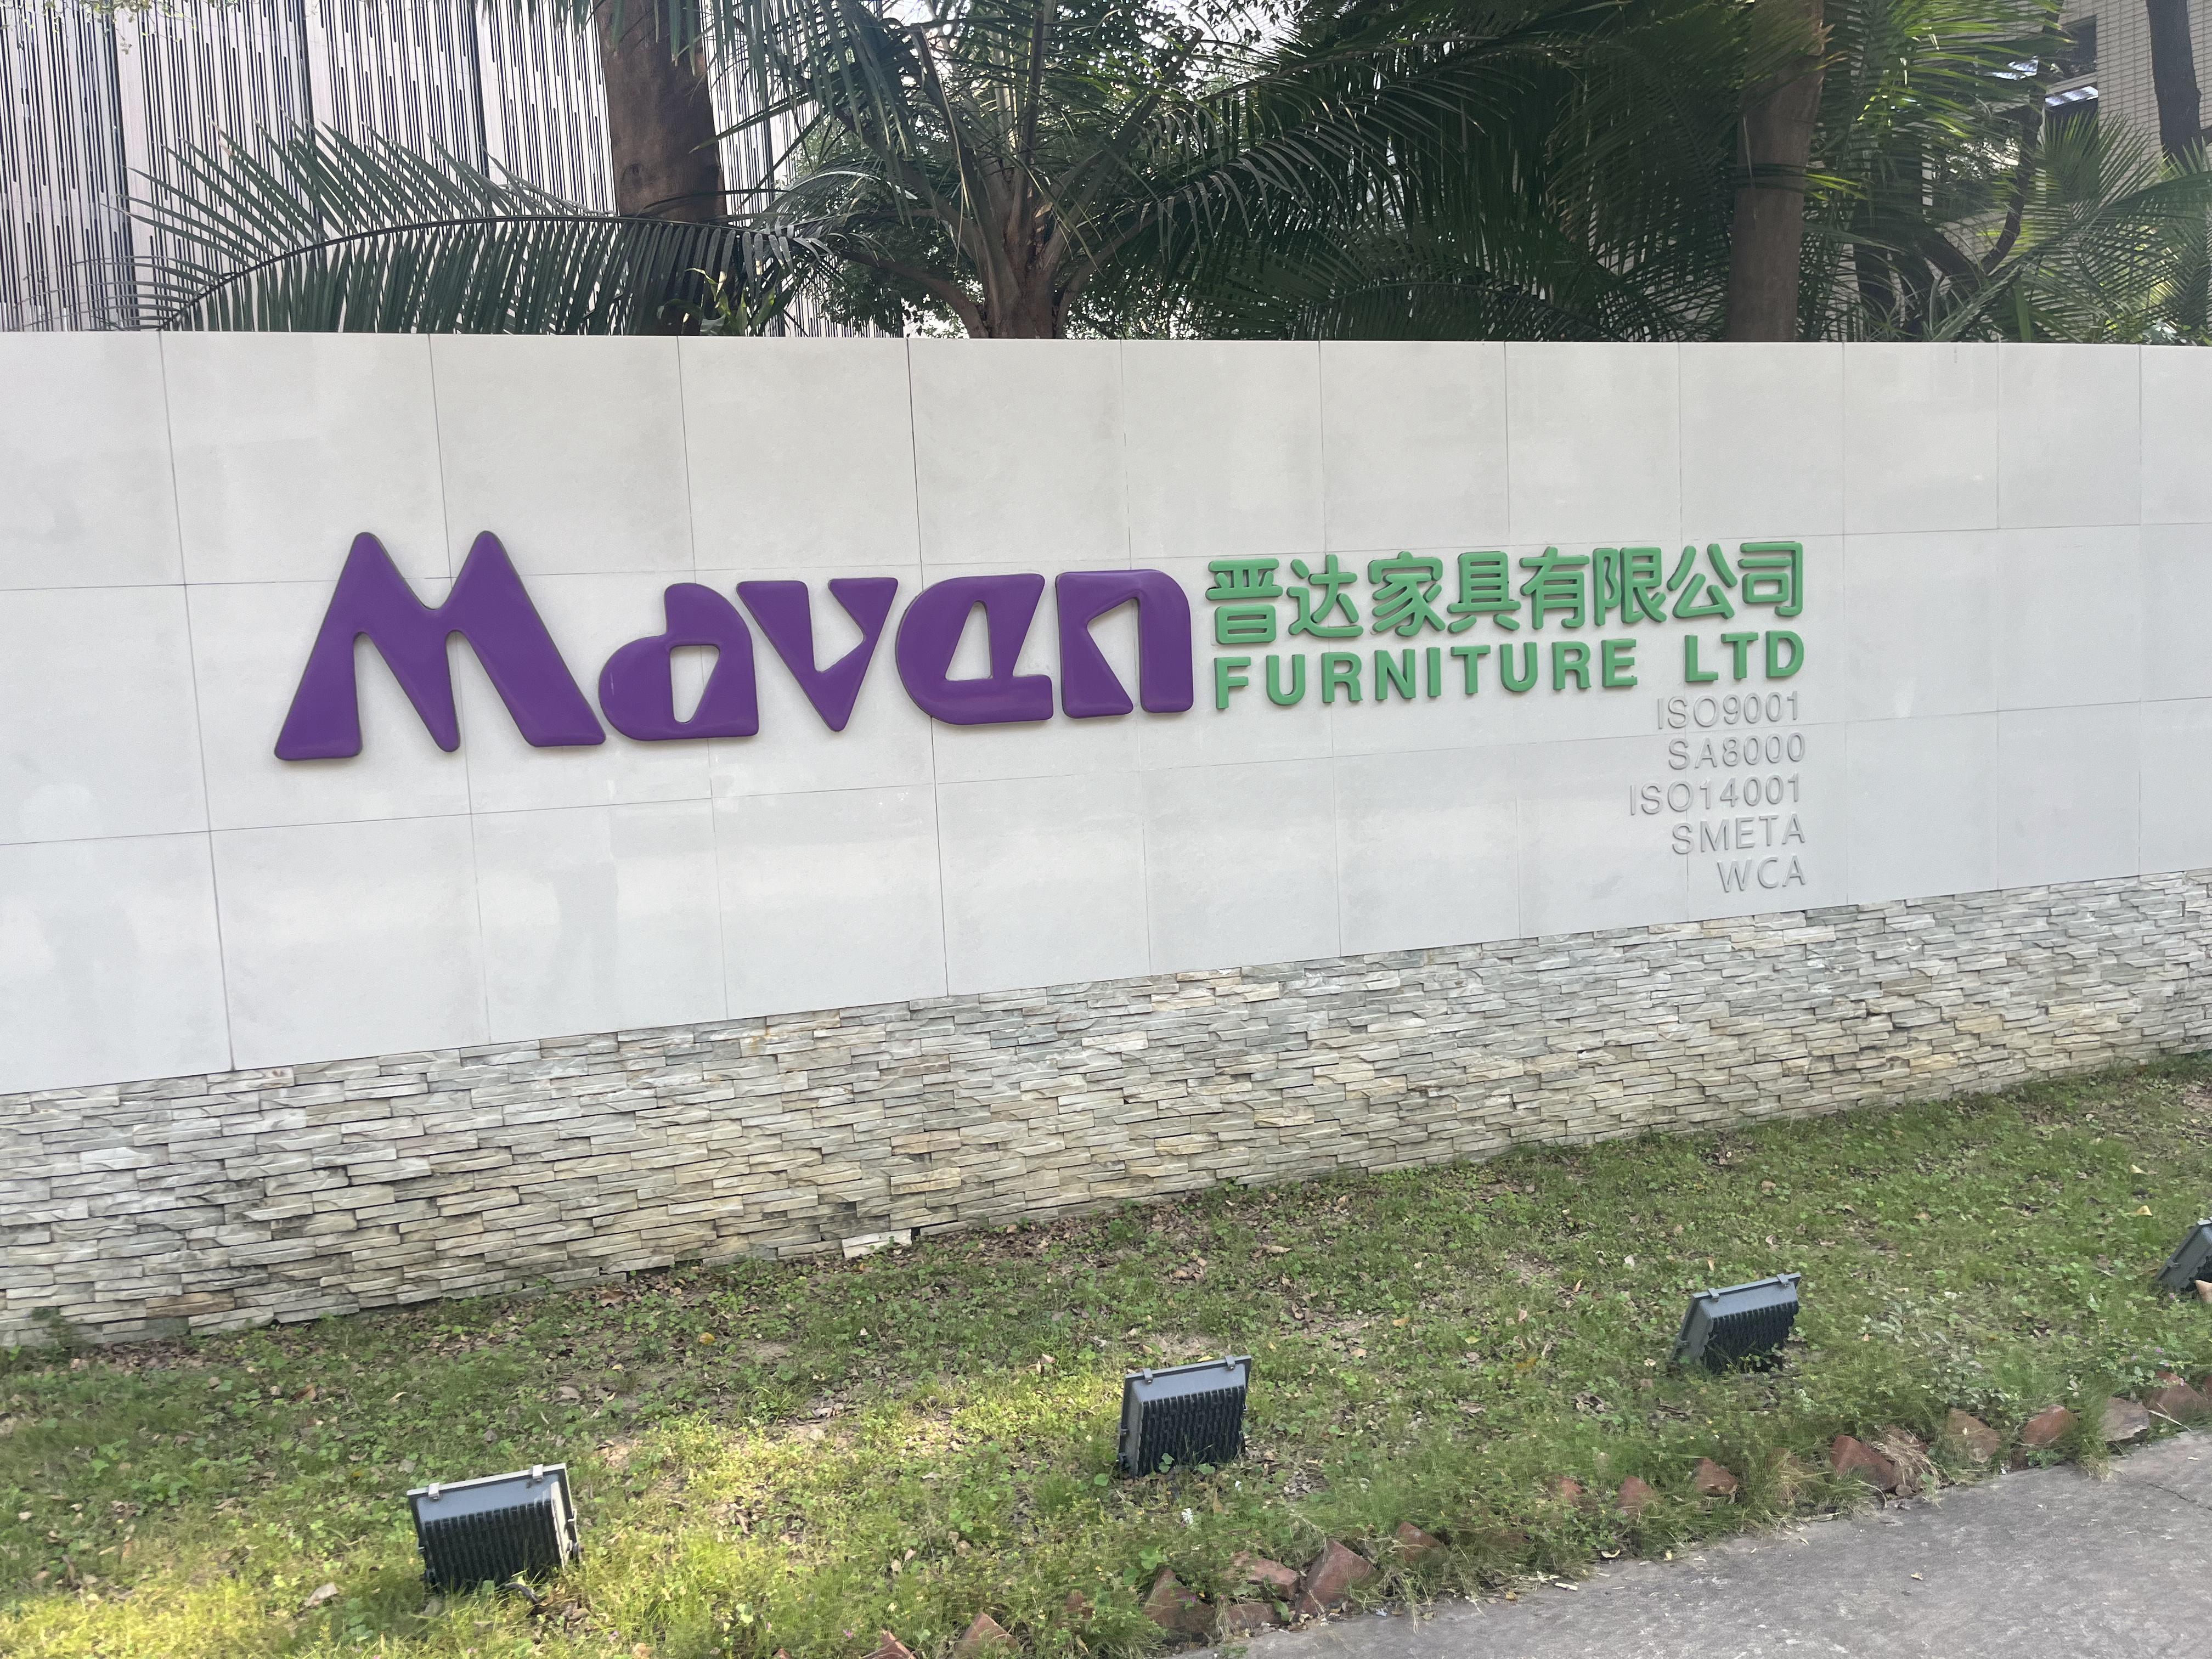 Maven
晋达家具有限公司
FURNITURE LTD
ISO9001
SA8000
ISO14001
SMETA
WCA